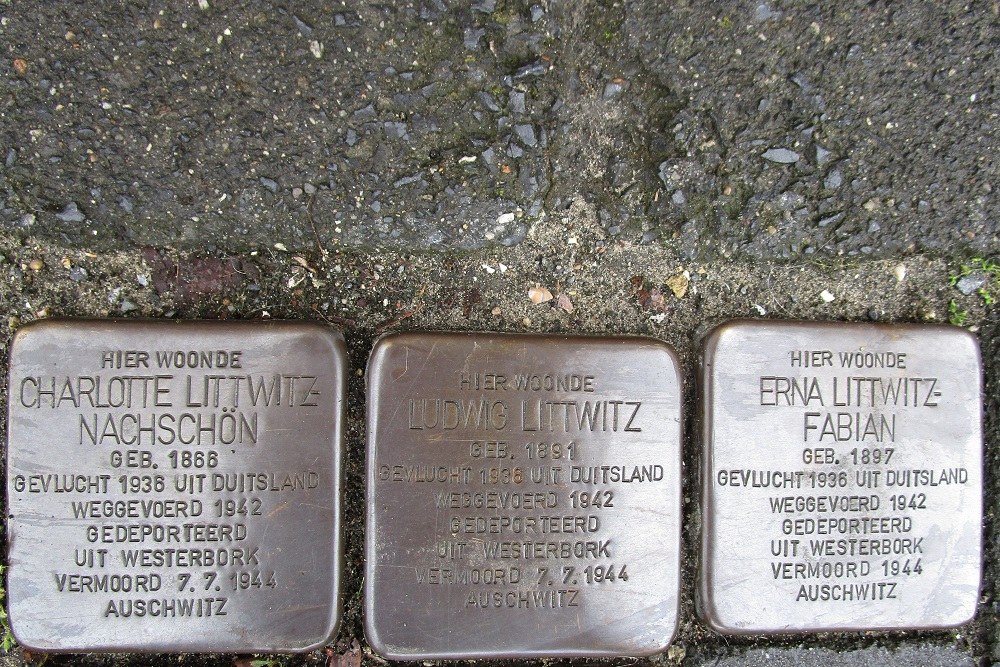 HIER WOONDE
CHARLOTTE LITTWITZ-
NACHSCHÖN
GEB. 1866
GEVLUCHT 1936 UIT DUITSLAND
WEGGEVOERD 1942
GEDEPORTEERD
UIT WESTERBORK
VERMOORD 7.7.1944
AUSCHWITZ
HIER WOONDE
LUDWIG LITTWITZ
GEB. 1891
GEVLUCHT 1936 UIT DUITSLAND
WEGGEVOERD 1942
GEDEPORTEERD
UIT WESTERBORK
VERMOORD 7.7.1944
AUSCHWITZ
HIER WOONDE
ERNA LITTWITZ-
FABIAN
GEB. 1897
GEVLUCHT 1936 UIT DUITSLAND
WEGGEVOERD 1942
GEDEPORTEERD
UIT WESTERBORK
VERMOORD 1944
AUSCHWITZ